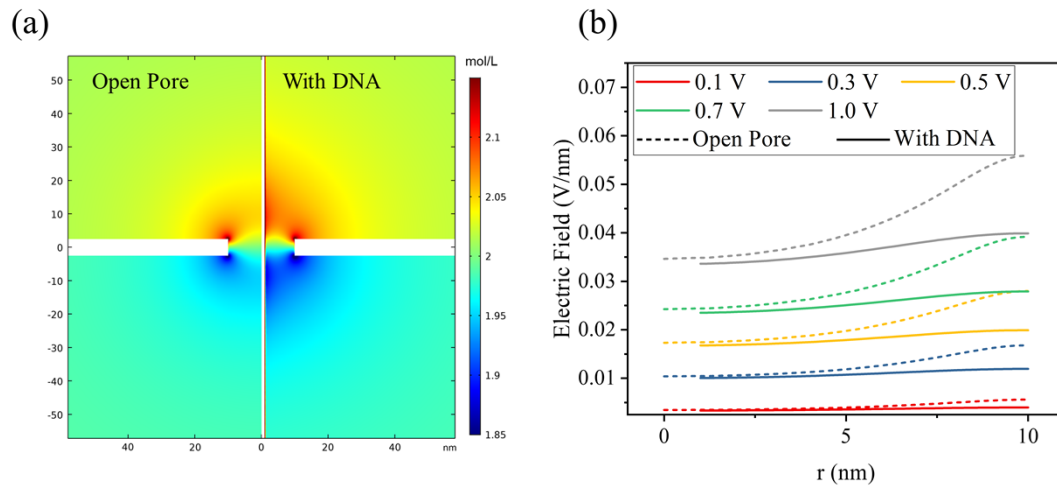 (a)
mol/L
Open Pore
With DNA
50
40
30
20
10
0
-10
-20
-30
-40
-50
40
20
0
20
40
nm
2.1
2.05
2
1.95
1.9
1.85
(b)
0.1 V
0.3 V
0.5 V
0.7 V
1.0 V
Open Pore
With DNA
Electric Field (V/nm)
0.07
0.06
0.05
0.04
0.03
0.02
0.01
0
5
10
r (nm)